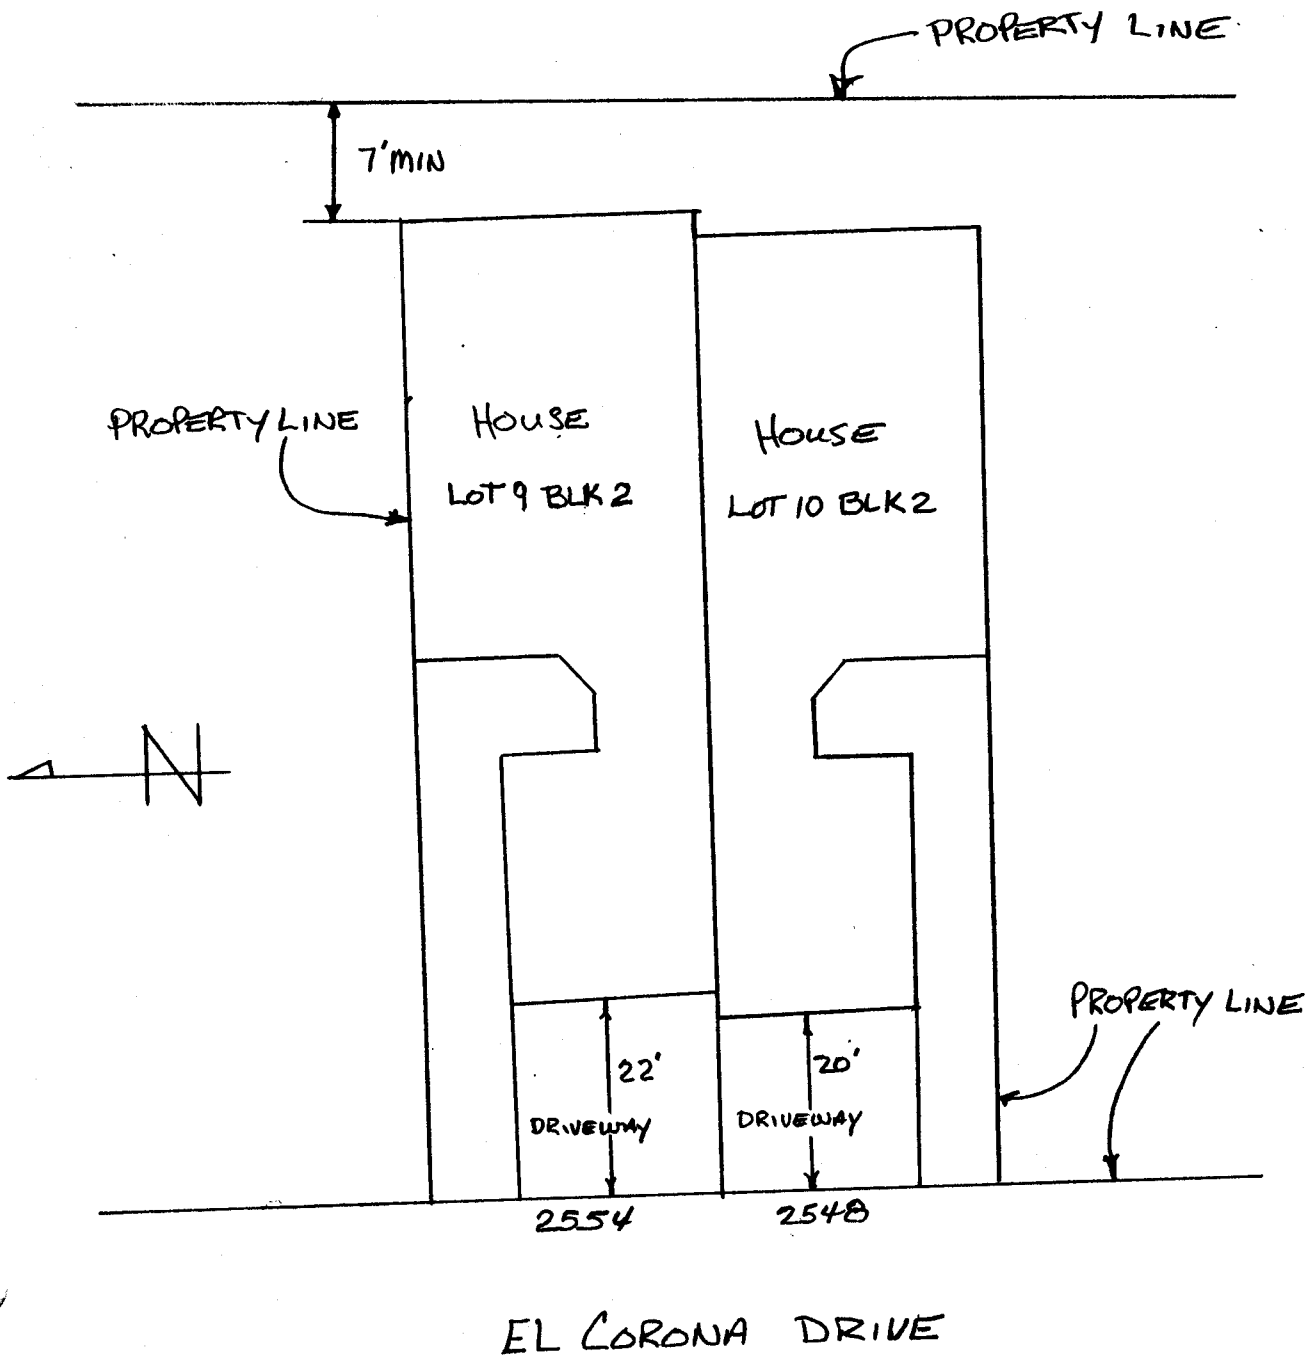 PROPERTY LINE
7' MIN
PROPERTY LINE
HOUSE
LOT 9 BLK 2
HOUSE
LOT 10 BLK 2
N
PROPERTY LINE
22'
DRIVEWAY
20'
DRIVEWAY
2554
2548
EL CORONA DRIVE